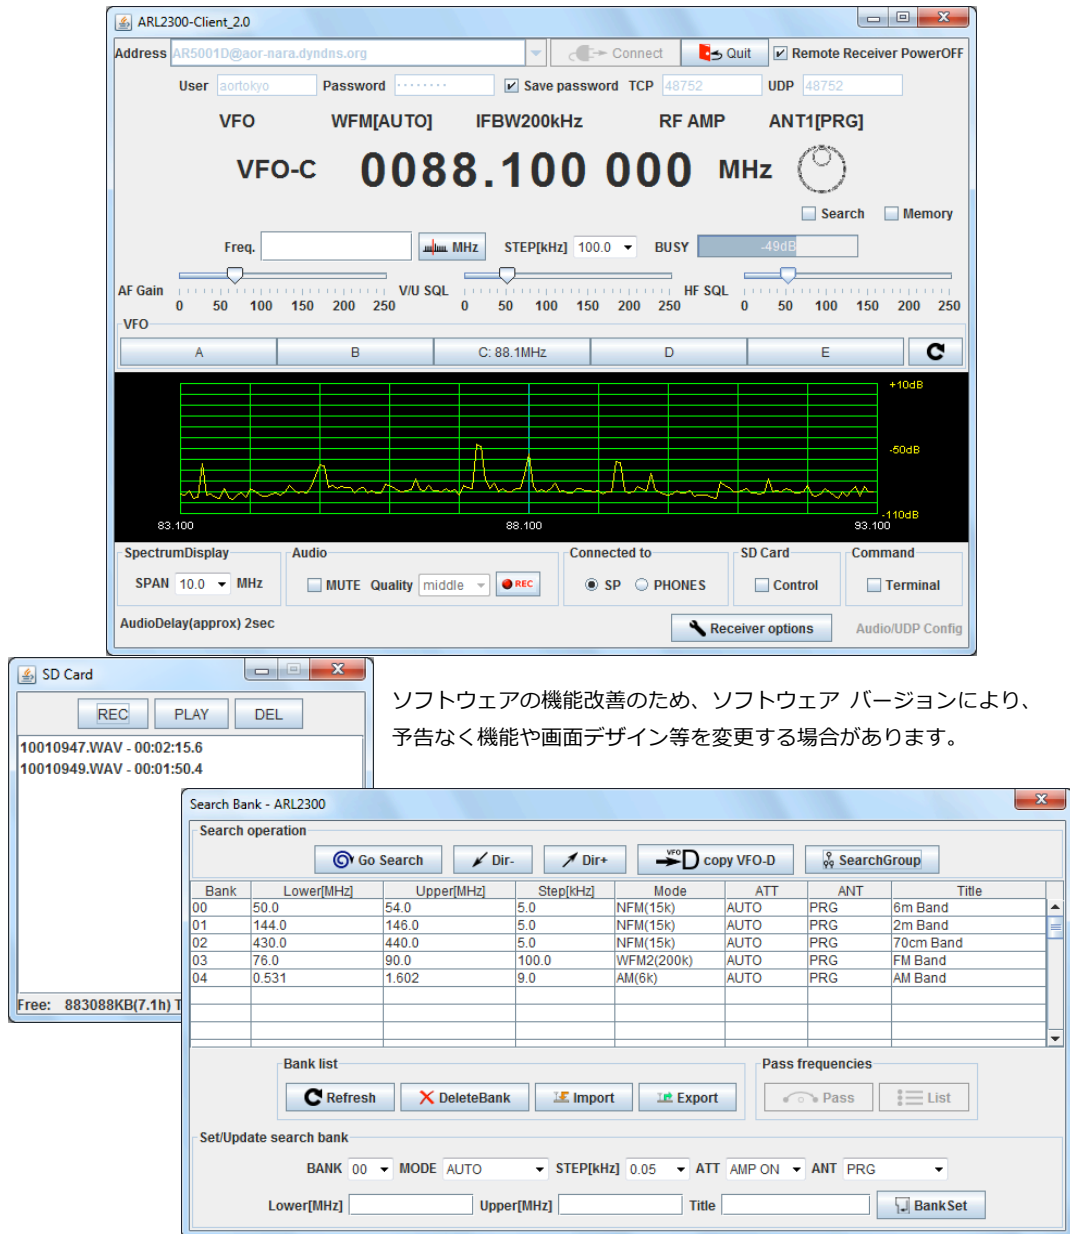 ARL2300-Client_2.0
Address AR5001D@aor-nara.dyndns.org Connect Quit Remote Receiver PowerOFF
User aortokyo Password ········ Save password TCP 48752 UDP 48752
VFO WFM[AUTO] IFBW200kHz RF AMP ANT1[PRG]
VFO-C 0088.100 000 MHz
Search Memory
Freq. MHz STEP[kHz] 100.0 BUSY -49dB
AF Gain 0 50 100 150 200 250 V/U SQL 0 50 100 150 200 250 HF SQL 0 50 100 150 200 250
VFO
A B C: 88.1MHz D E
+10dB
-50dB
-110dB
83.100 88.100 93.100
SpectrumDisplay Audio Connected to SD Card Command
SPAN 10.0 MHz MUTE Quality middle REC SP PHONES Control Terminal
AudioDelay(approx) 2sec Receiver options Audio/UDP Config
SD Card
REC PLAY DEL
10010947.WAV - 00:02:15.6
10010949.WAV - 00:01:50.4
Free: 883088KB(7.1h) T
ソフトウェアの機能改善のため、ソフトウェア バージョンにより、
予告なく機能や画面デザイン等を変更する場合があります。
Search Bank - ARL2300
Search operation
Go Search Dir- Dir+ VFO D copy VFO-D SearchGroup
Bank Lower[MHz] Upper[MHz] Step[kHz] Mode ATT ANT Title
00 50.0 54.0 5.0 NFM(15k) AUTO PRG 6m Band
01 144.0 146.0 5.0 NFM(15k) AUTO PRG 2m Band
02 430.0 440.0 5.0 NFM(15k) AUTO PRG 70cm Band
03 76.0 90.0 100.0 WFM2(200k) AUTO PRG FM Band
04 0.531 1.602 9.0 AM(6k) AUTO PRG AM Band
Bank list Pass frequencies
Refresh DeleteBank Import Export Pass List
Set/Update search bank
BANK 00 MODE AUTO STEP[kHz] 0.05 ATT AMP ON ANT PRG
Lower[MHz] Upper[MHz] Title BankSet